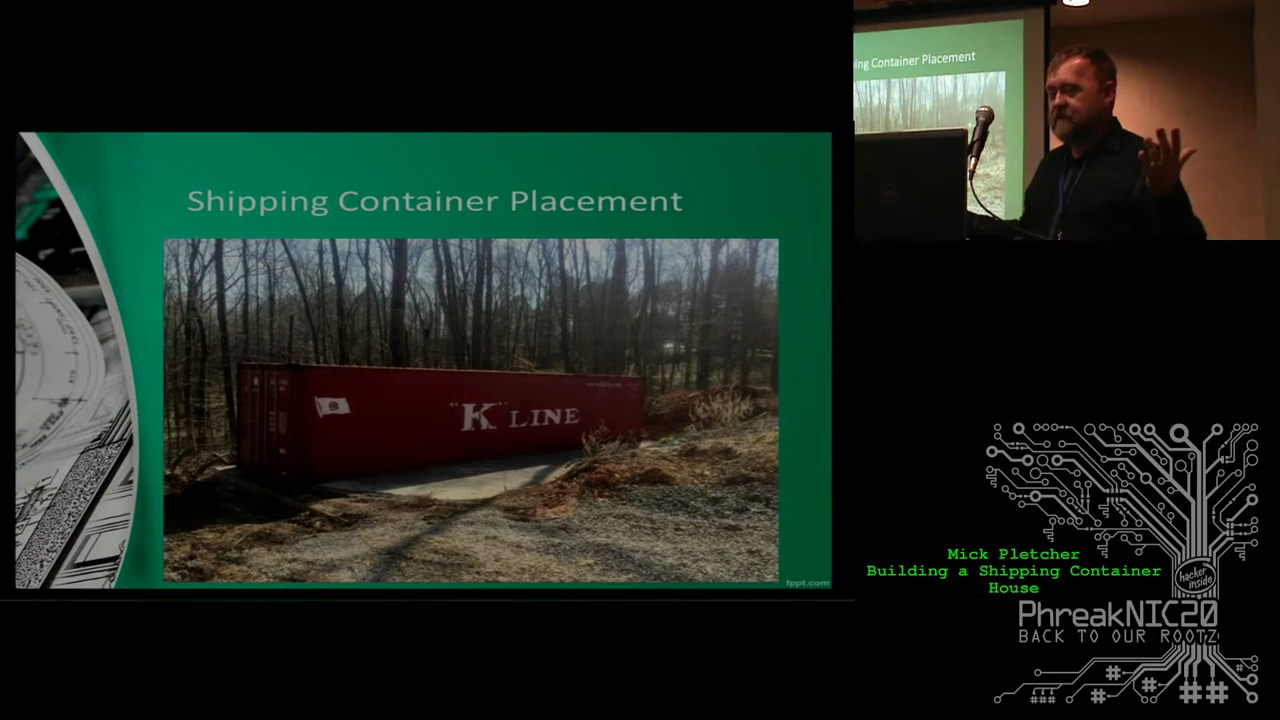 Shipping Container Placement
"K" LINE
fppt.com
ing Container Placement
Mick Pletcher
Building a Shipping Container
House
hacker
inside
PhreakNIC20
BACK TO OUR ROOTZ